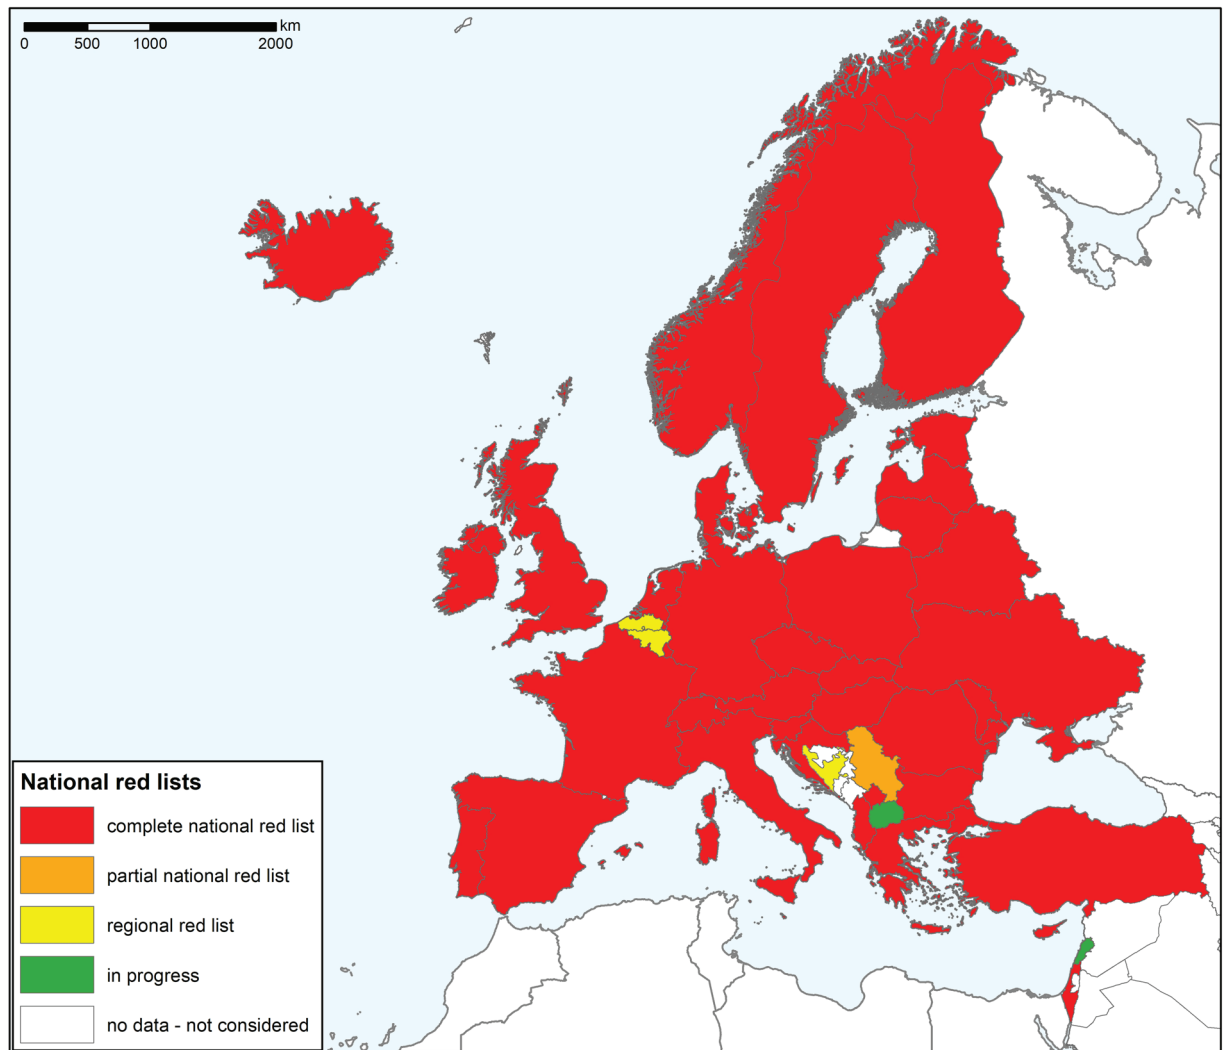 km
0 500 1000 2000
National red lists
complete national red list
partial national red list
regional red list
in progress
no data - not considered